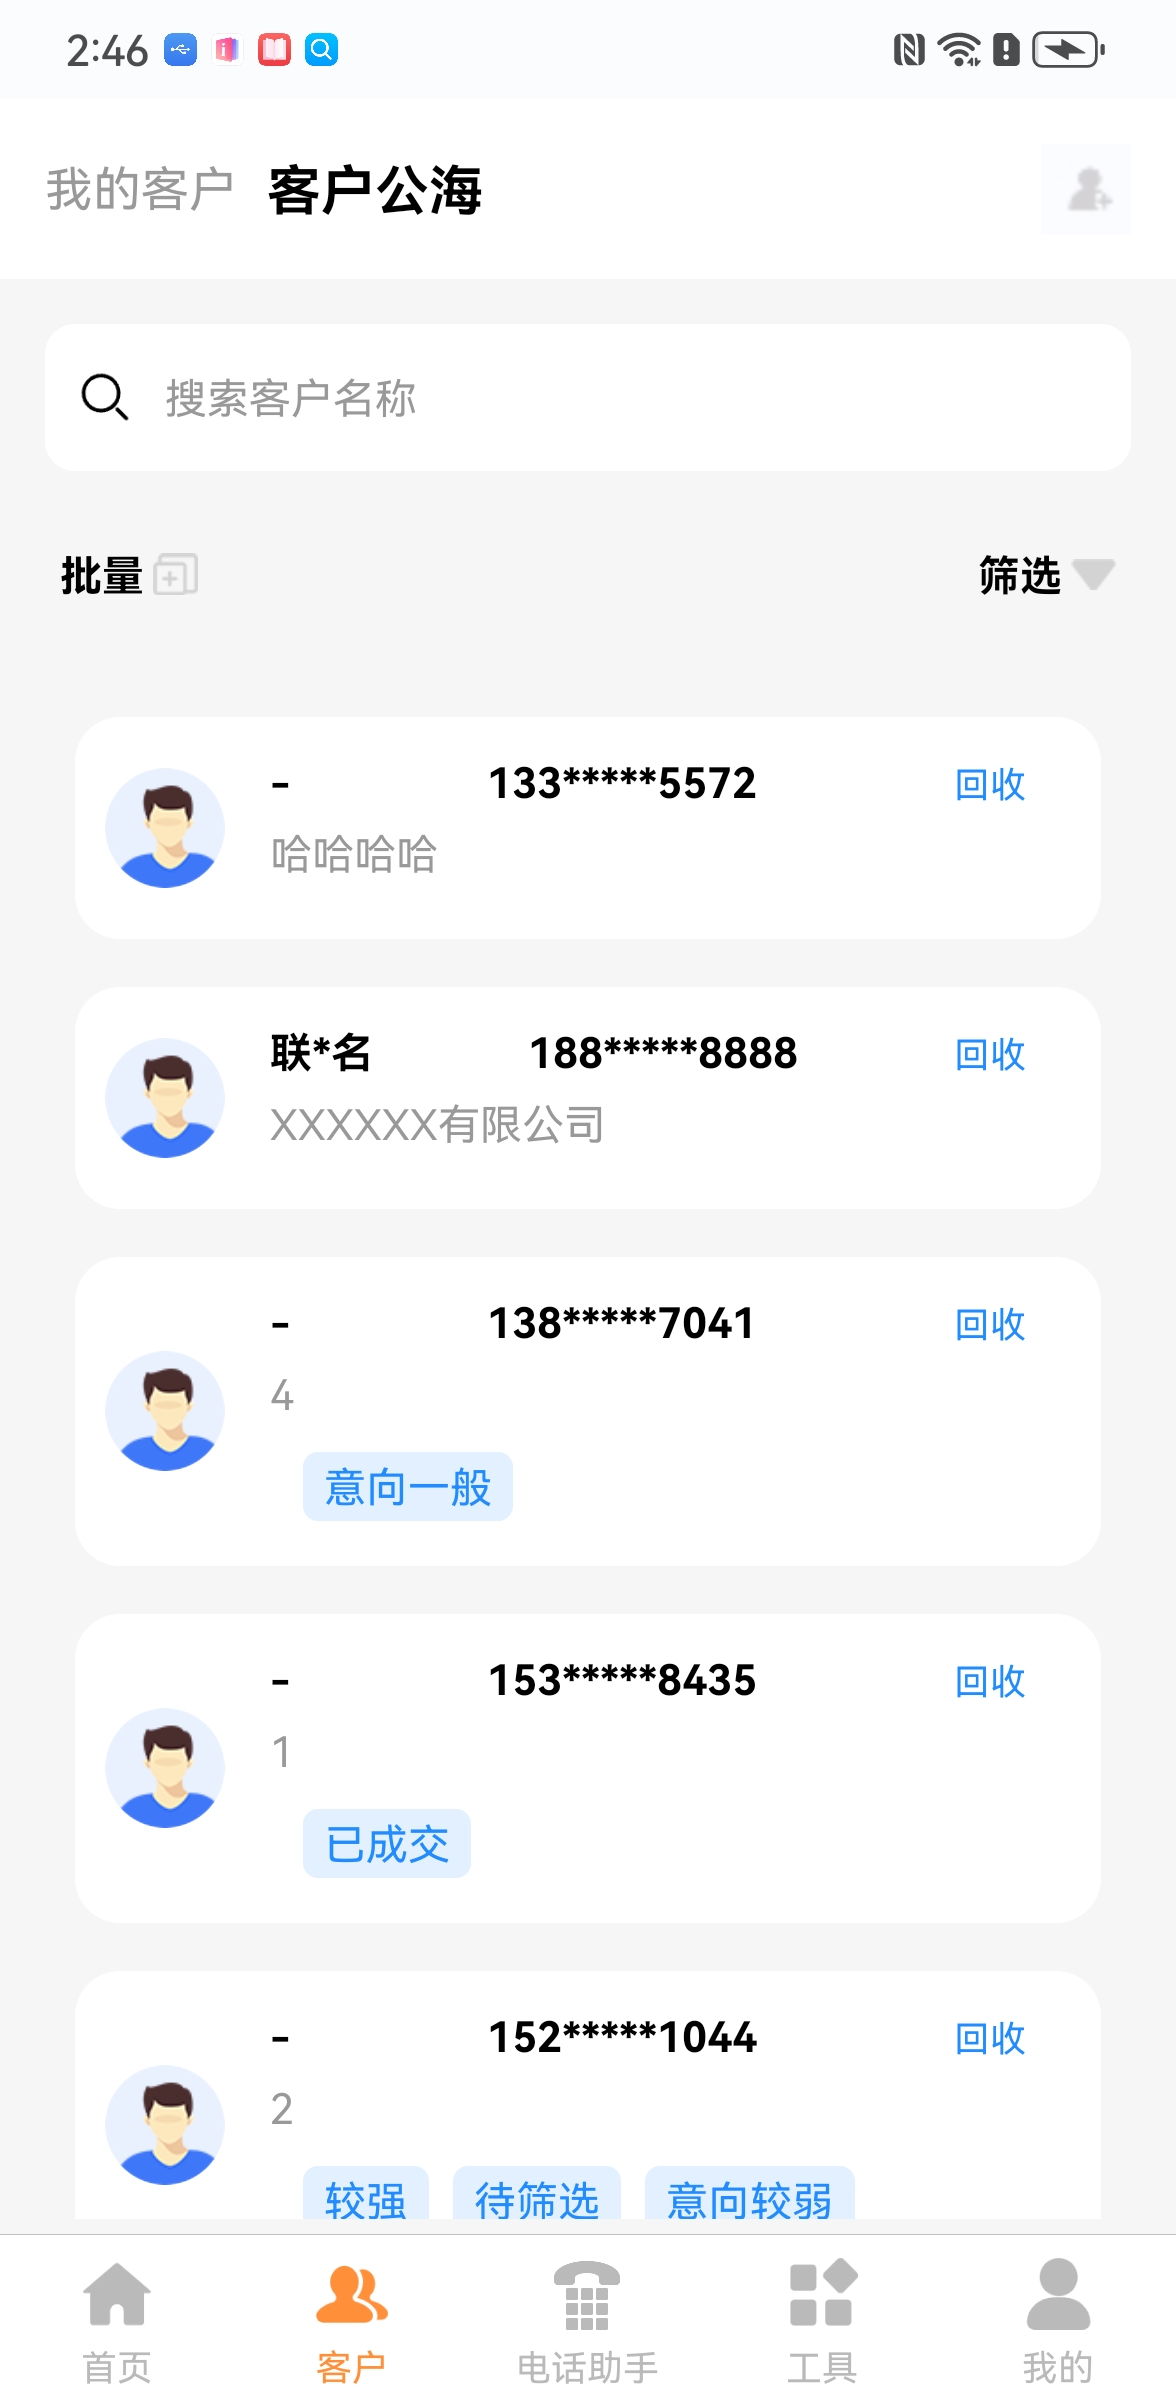 2:46
我的客户 客户公海
搜索客户名称
批量 筛选
- 133*****5572 回收
哈哈哈哈
联*名 188*****8888 回收
XXXXXX有限公司
- 138*****7041 回收
4
意向一般
- 153*****8435 回收
1
已成交
- 152*****1044 回收
2
较强 待筛选 意向较弱
首页 客户 电话助手 工具 我的